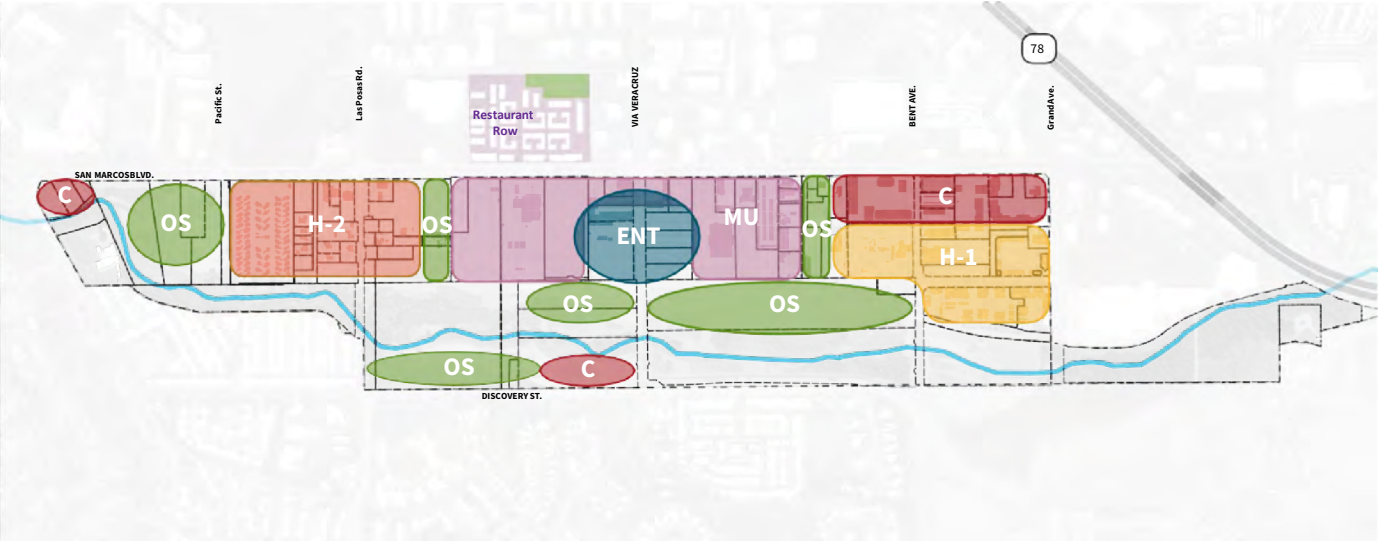 78
Pacific St.
Las Posas Rd.
VIA VERACRUZ
BENT AVE.
Grand Ave.
Restaurant
Row
SAN MARCOS BLVD.
C
OS
H-2
OS
ENT
MU
OS
C
H-1
OS
OS
OS
C
DISCOVERY ST.